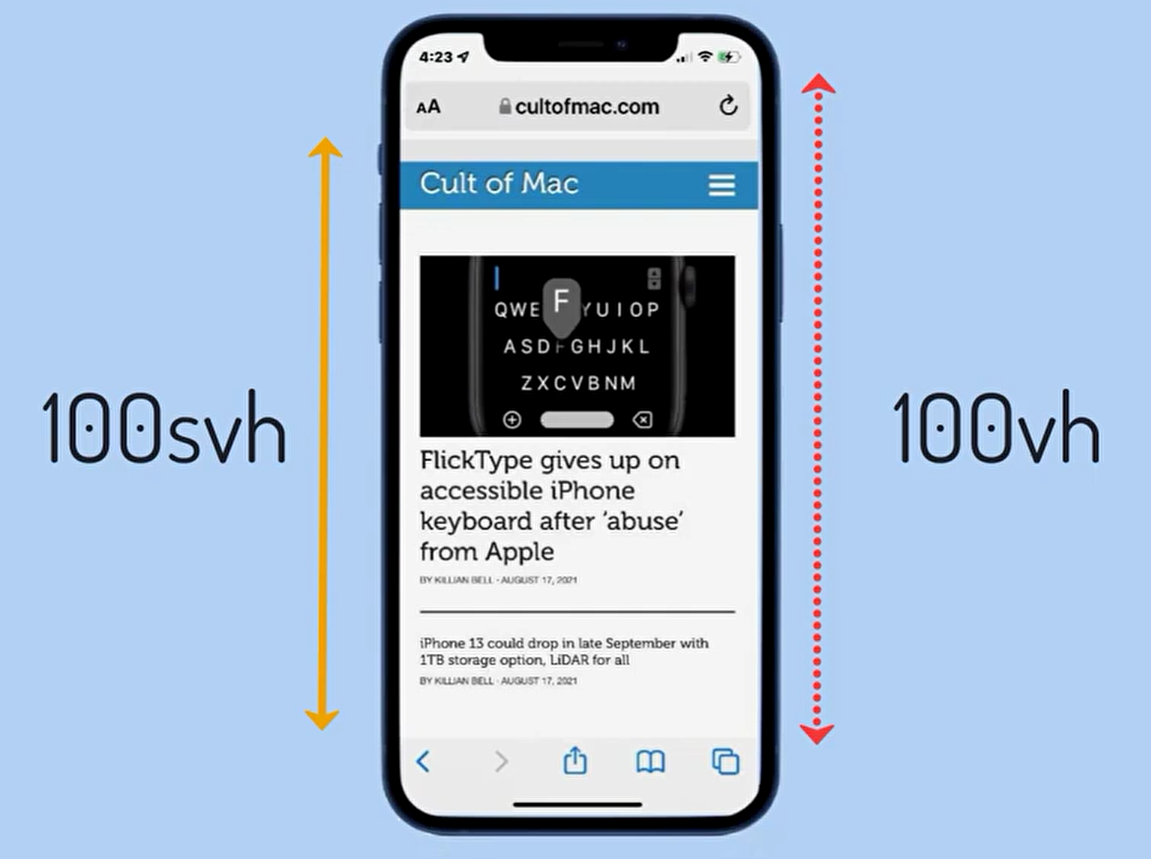 4:23
AA cultofmac.com
Cult of Mac
QWE F YUIOP
ASDFGHJKL
ZXCVBNM
100svh
100vh
FlickType gives up on
accessible iPhone
keyboard after ‘abuse’
from Apple
BY KILLIAN BELL · AUGUST 17, 2021
iPhone 13 could drop in late September with
1TB storage option, LiDAR for all
BY KILLIAN BELL · AUGUST 17, 2021